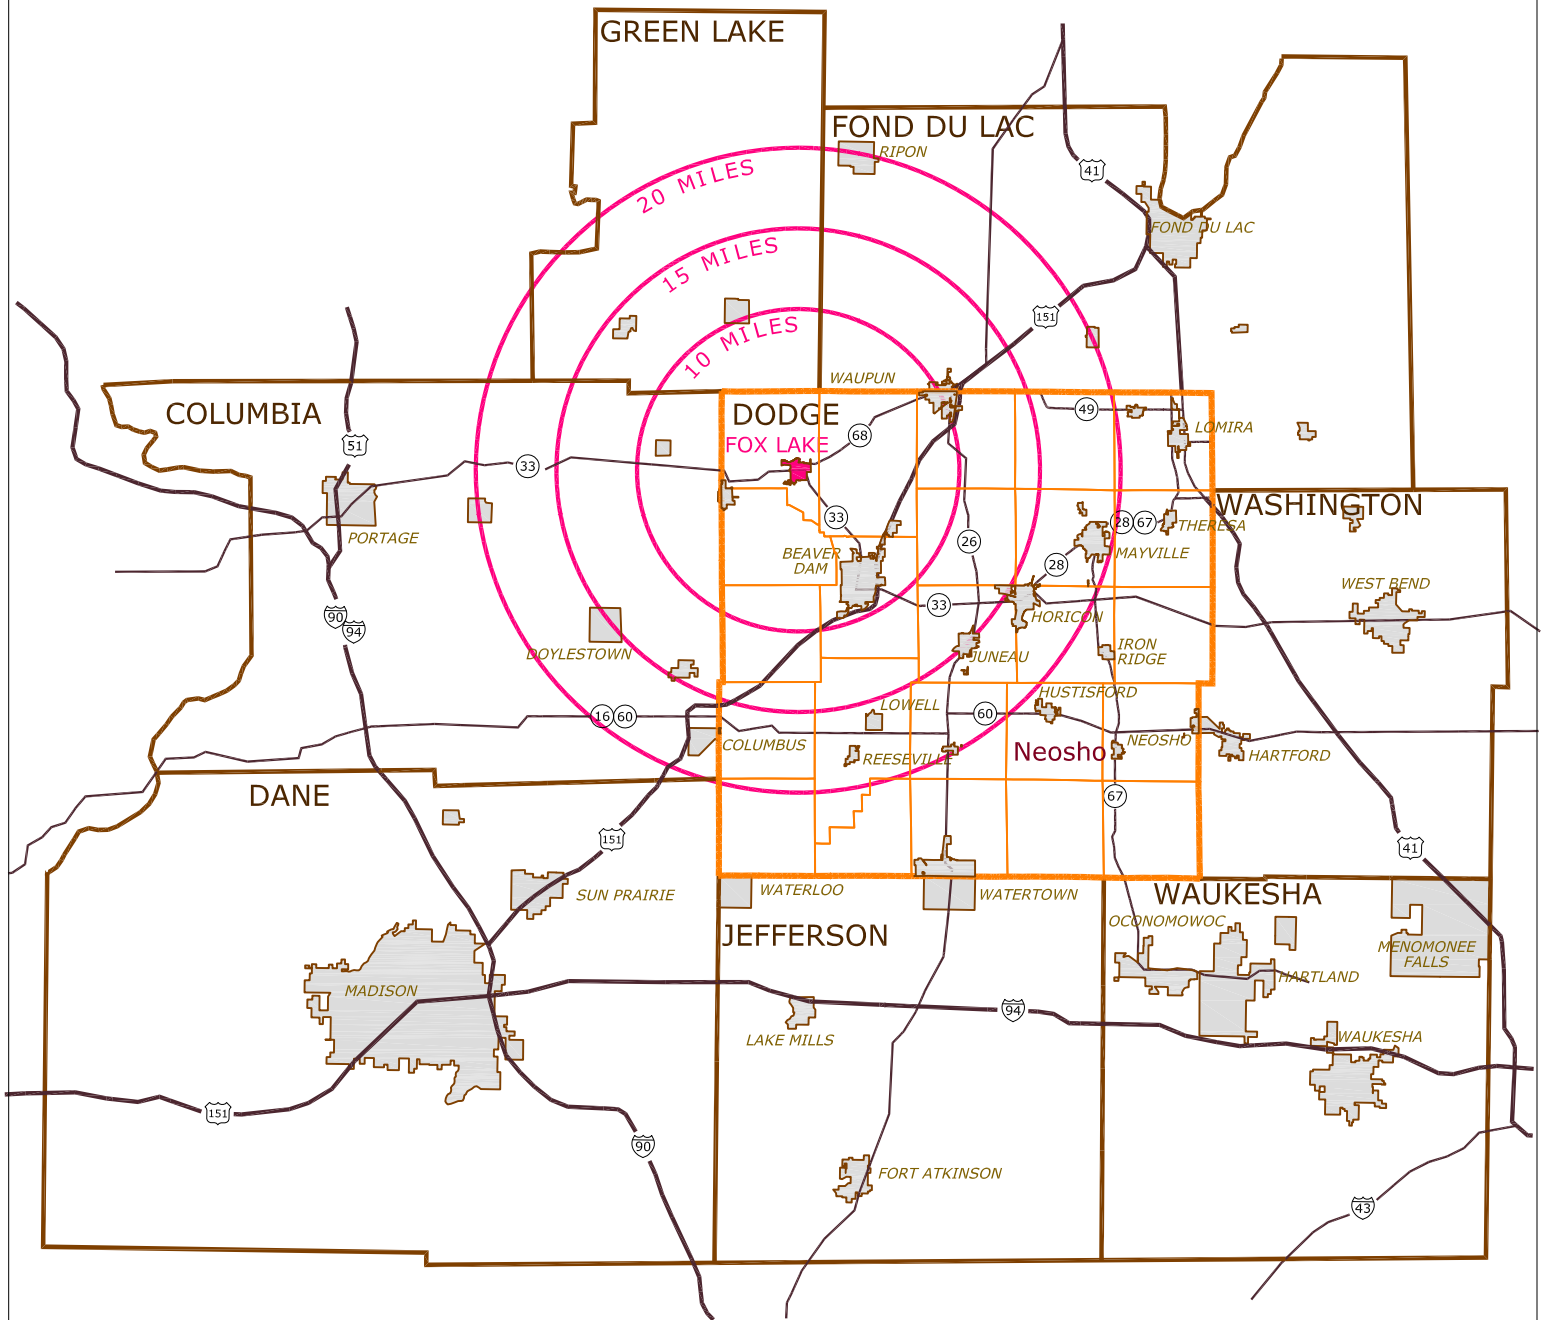 GREEN LAKE
FOND DU LAC
RIPON
20 MILES
41
FOND DU LAC
15 MILES
151
10 MILES
WAUPUN
COLUMBIA
DODGE
49
FOX LAKE
68
LOMIRA
51
33
WASHINGTON
33
28
67
THERESA
PORTAGE
26
BEAVER
DAM
MAYVILLE
28
WEST BEND
90
94
33
HORICON
DOYLESTOWN
JUNEAU
IRON
RIDGE
HUSTISFORD
LOWELL
16
60
60
COLUMBUS
REESEVILLE
Neosho
NEOSHO
HARTFORD
DANE
67
151
41
SUN PRAIRIE
WATERLOO
WATERTOWN
WAUKESHA
OCONOMOWOC
JEFFERSON
MENOMONEE
FALLS
HARTLAND
MADISON
94
LAKE MILLS
WAUKESHA
151
90
FORT ATKINSON
43